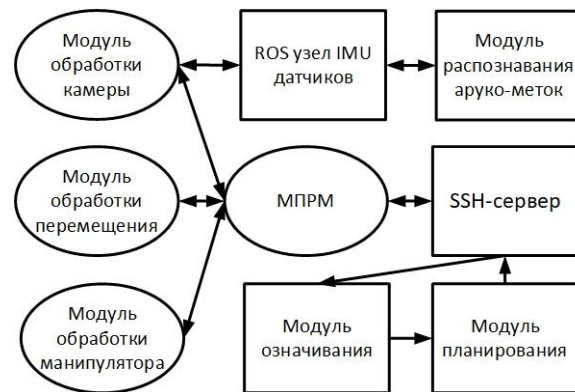 Модуль
обработки
камеры
ROS узел IMU
датчиков
Модуль
распознавания
аруко-меток
Модуль
обработки
перемещения
МПРМ
SSH-сервер
Модуль
обработки
манипулятора
Модуль
означивания
Модуль
планирования